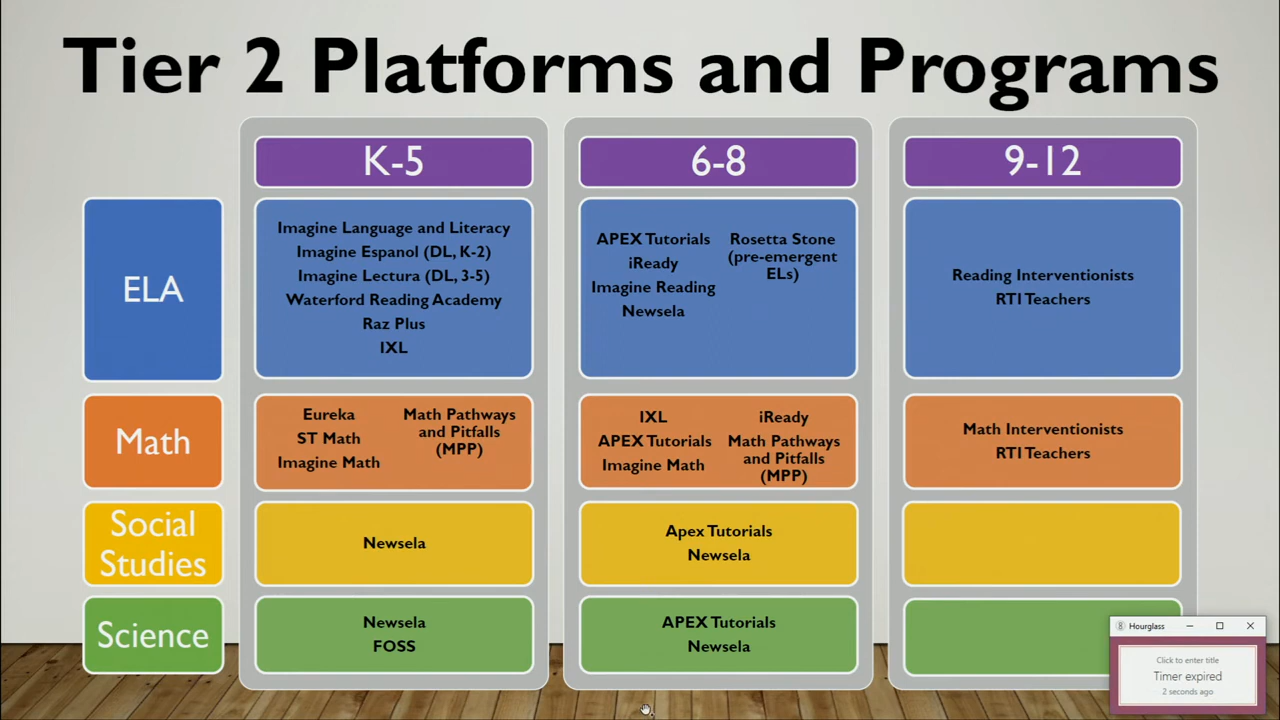 Tier 2 Platforms and Programs
K-5
6-8
9-12
ELA
Imagine Language and Literacy
Imagine Espanol (DL, K-2)
Imagine Lectura (DL, 3-5)
Waterford Reading Academy
Raz Plus
IXL
APEX Tutorials
iReady
Imagine Reading
Newsela
Rosetta Stone
(pre-emergent
ELs)
Reading Interventionists
RTI Teachers
Math
Eureka
ST Math
Imagine Math
Math Pathways
and Pitfalls
(MPP)
IXL
APEX Tutorials
Imagine Math
iReady
Math Pathways
and Pitfalls
(MPP)
Math Interventionists
RTI Teachers
Social
Studies
Newsela
Apex Tutorials
Newsela
Science
Newsela
FOSS
APEX Tutorials
Newsela
Hourglass
Click to enter title
Timer expired
2 seconds ago